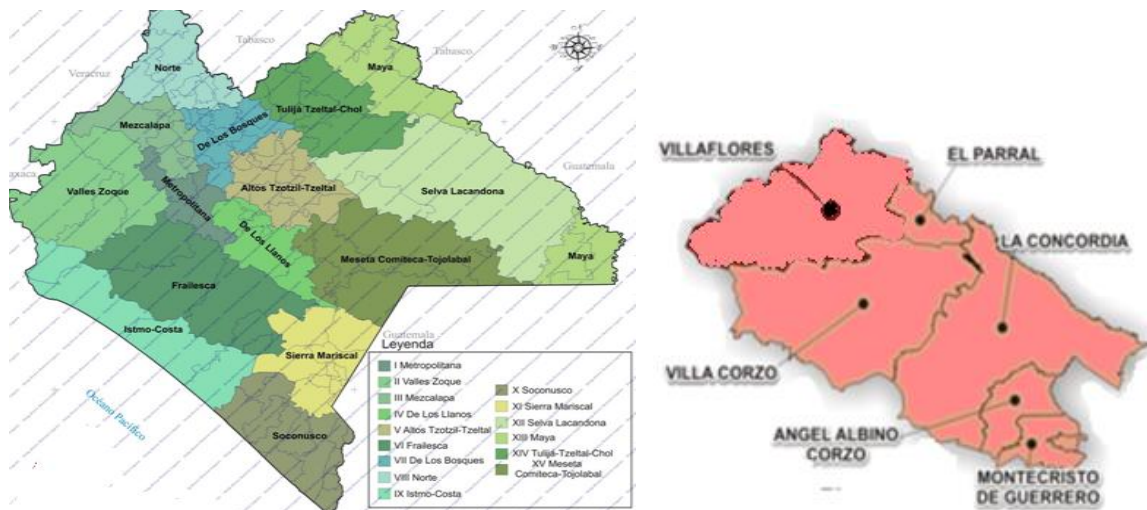 Tabasco
Tabasco
Veracruz
axaca
Guatemala
Guatemala
Océano Pacífico
Norte
Maya
Tulijá Tzeltal-Chol
Mezcalapa
De Los Bosques
Valles Zoque
Metropolitana
Altos Tzotzil-Tzeltal
Selva Lacandona
De Los Llanos
Meseta Comiteca-Tojolabal
Maya
Frailesca
Istmo-Costa
Sierra Mariscal
Soconusco
Leyenda
I Metropolitana
II Valles Zoque
III Mezcalapa
IV De Los Llanos
V Altos Tzotzil-Tzeltal
VI Frailesca
VII De Los Bosques
VIII Norte
IX Istmo-Costa
X Soconusco
XI Sierra Mariscal
XII Selva Lacandona
XIII Maya
XIV Tulijá-Tzeltal-Chol
XV Meseta
Comiteca-Tojolabal
VILLAFLORES
EL PARRAL
LA CONCORDIA
VILLA CORZO
ANGEL ALBINO
CORZO
MONTECRISTO
DE GUERRERO